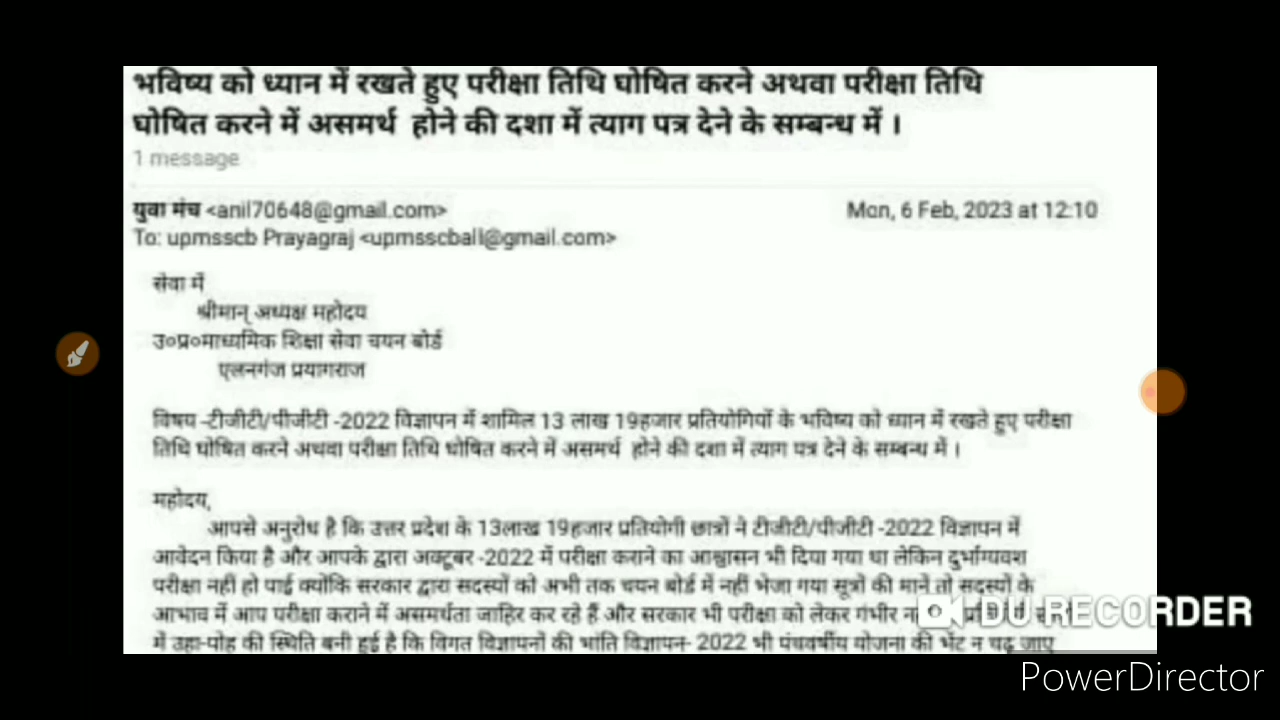 भविष्य को ध्यान में रखते हुए परीक्षा तिथि घोषित करने अथवा परीक्षा तिथि
घोषित करने में असमर्थ होने की दशा में त्याग पत्र देने के सम्बन्ध में ।
1 message
युवा मंच <anil70648@gmail.com>
Mon, 6 Feb, 2023 at 12:10
To: upmsscb Prayagraj <upmsscball@gmail.com>
सेवा में
श्रीमान् अध्यक्ष महोदय
उ०प्र०माध्यमिक शिक्षा सेवा चयन बोर्ड
एलनगंज प्रयागराज
विषय -टीजीटी/पीजीटी -2022 विज्ञापन में शामिल 13 लाख 19हजार प्रतियोगियों के भविष्य को ध्यान में रखते हुए परीक्षा
तिथि घोषित करने अथवा परीक्षा तिथि घोषित करने में असमर्थ होने की दशा में त्याग पत्र देने के सम्बन्ध में ।
महोदय,
आपसे अनुरोध है कि उत्तर प्रदेश के 13लाख 19हजार प्रतियोगी छात्रों ने टीजीटी/पीजीटी -2022 विज्ञापन में
आवेदन किया है और आपके द्वारा अक्टूबर -2022 में परीक्षा कराने का आश्वासन भी दिया गया था लेकिन दुर्भाग्यवश
परीक्षा नहीं हो पाई क्योंकि सरकार द्वारा सदस्यों को अभी तक चयन बोर्ड में नहीं भेजा गया सूत्रों की माने तो सदस्यों के
आभाव में आप परीक्षा कराने में असमर्थता जाहिर कर रहे हैं और सरकार भी परीक्षा को लेकर गंभीर
DU RECORDER
में उहा-पोह की स्थिति बनी हुई है कि विगत विज्ञापनों की भांति विज्ञापन- 2022 भी पंचवर्षीय योजना की भेंट न चढ़ जाए
PowerDirector